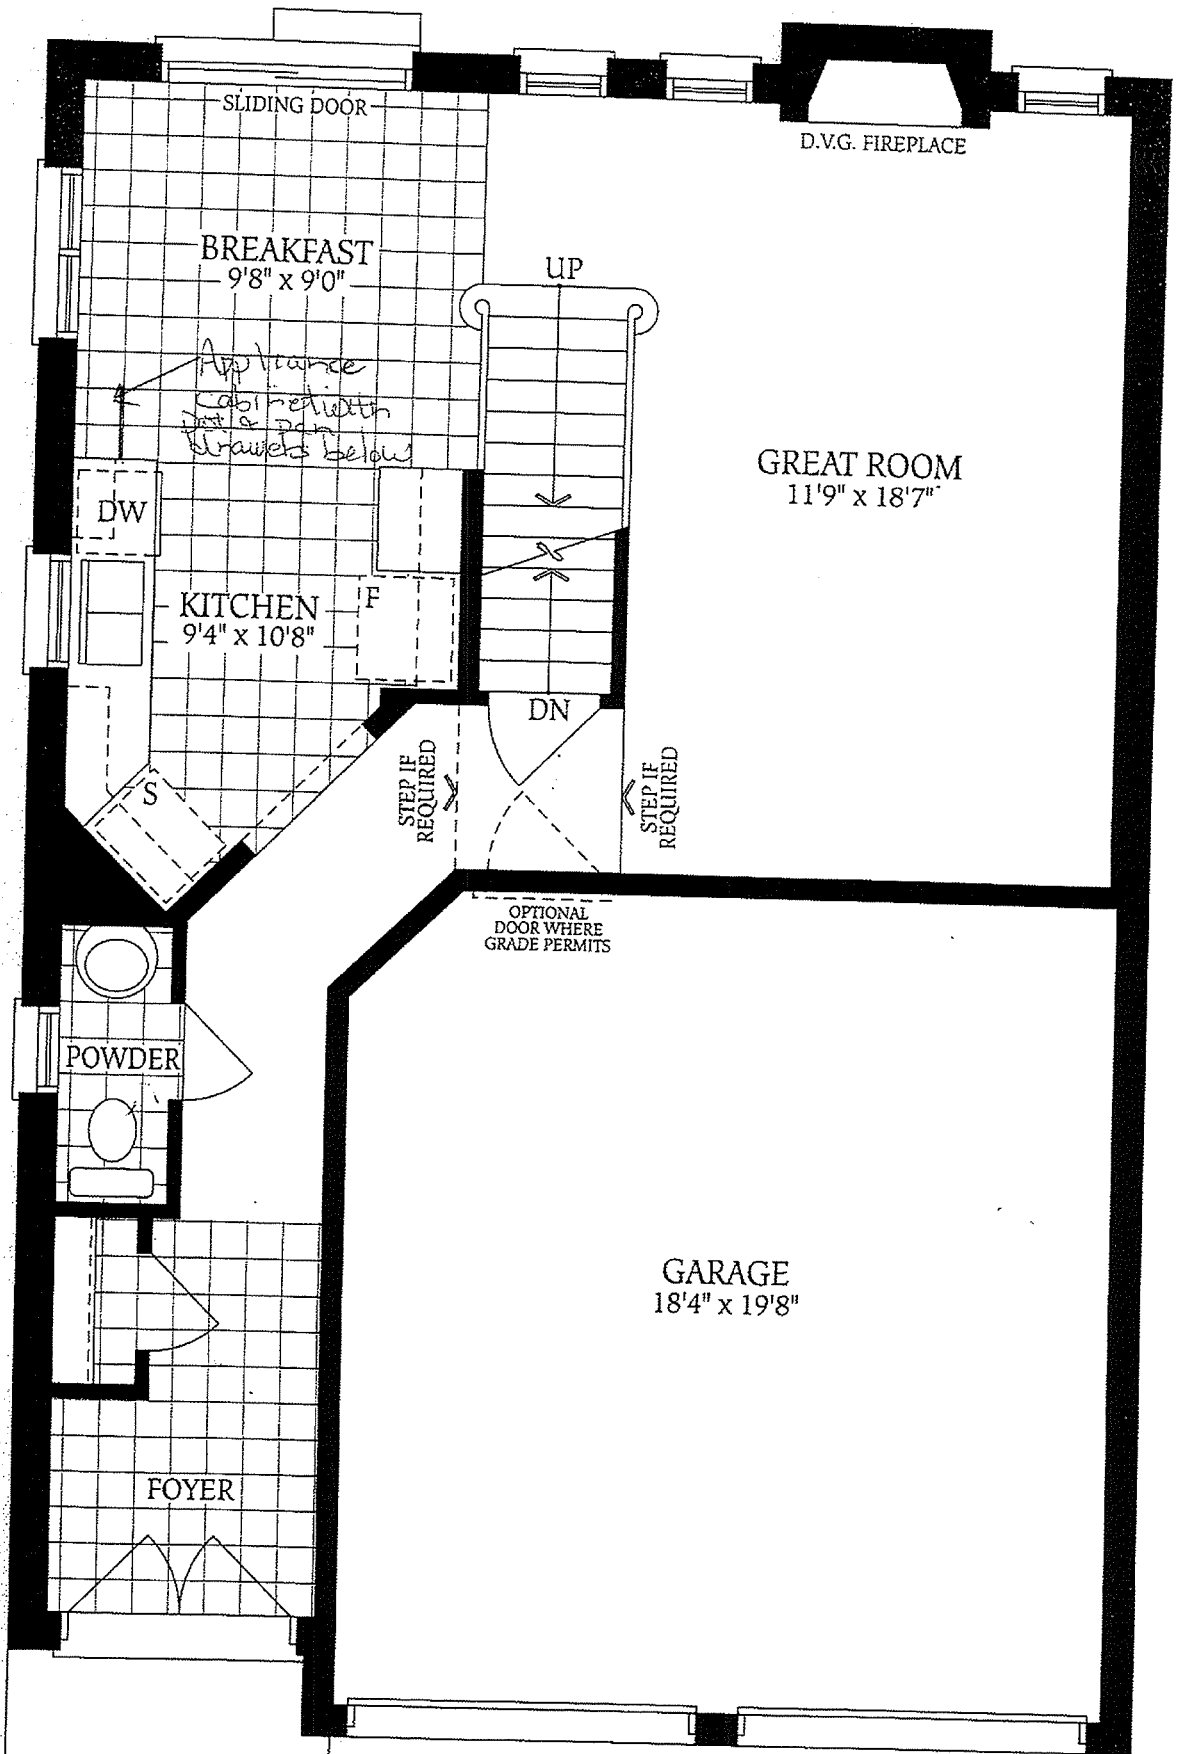 SLIDING DOOR
D.V.G. FIREPLACE
BREAKFAST
9'8" x 9'0"
UP
Appliance
Cabinet with
Pot & Pan
drawers below
GREAT ROOM
11'9" x 18'7"
DW
KITCHEN
9'4" x 10'8"
F
DN
S
STEP IF
REQUIRED
STEP IF
REQUIRED
OPTIONAL
DOOR WHERE
GRADE PERMITS
POWDER
GARAGE
18'4" x 19'8"
FOYER